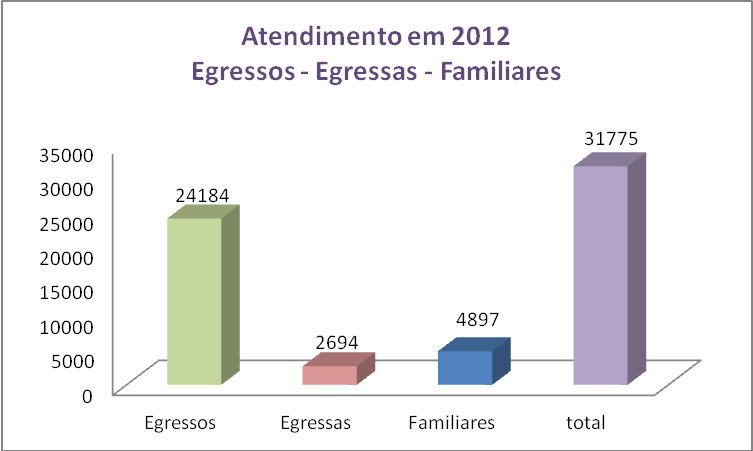 Atendimento em 2012
Egressos - Egressas - Familiares
35000
30000
25000
20000
15000
10000
5000
0
24184
2694
4897
31775
Egressos
Egressas
Familiares
total